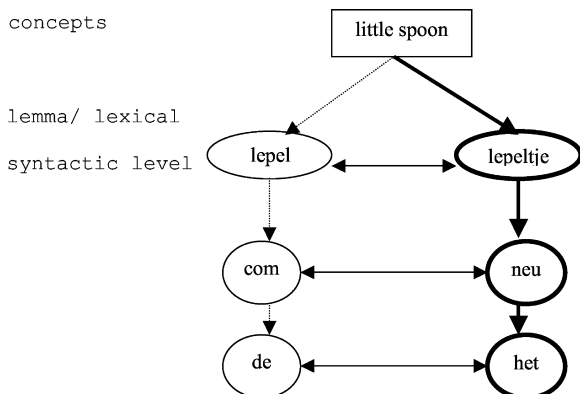 concepts
little spoon
lemma/ lexical
syntactic level
lepel
lepeltje
com
neu
de
het